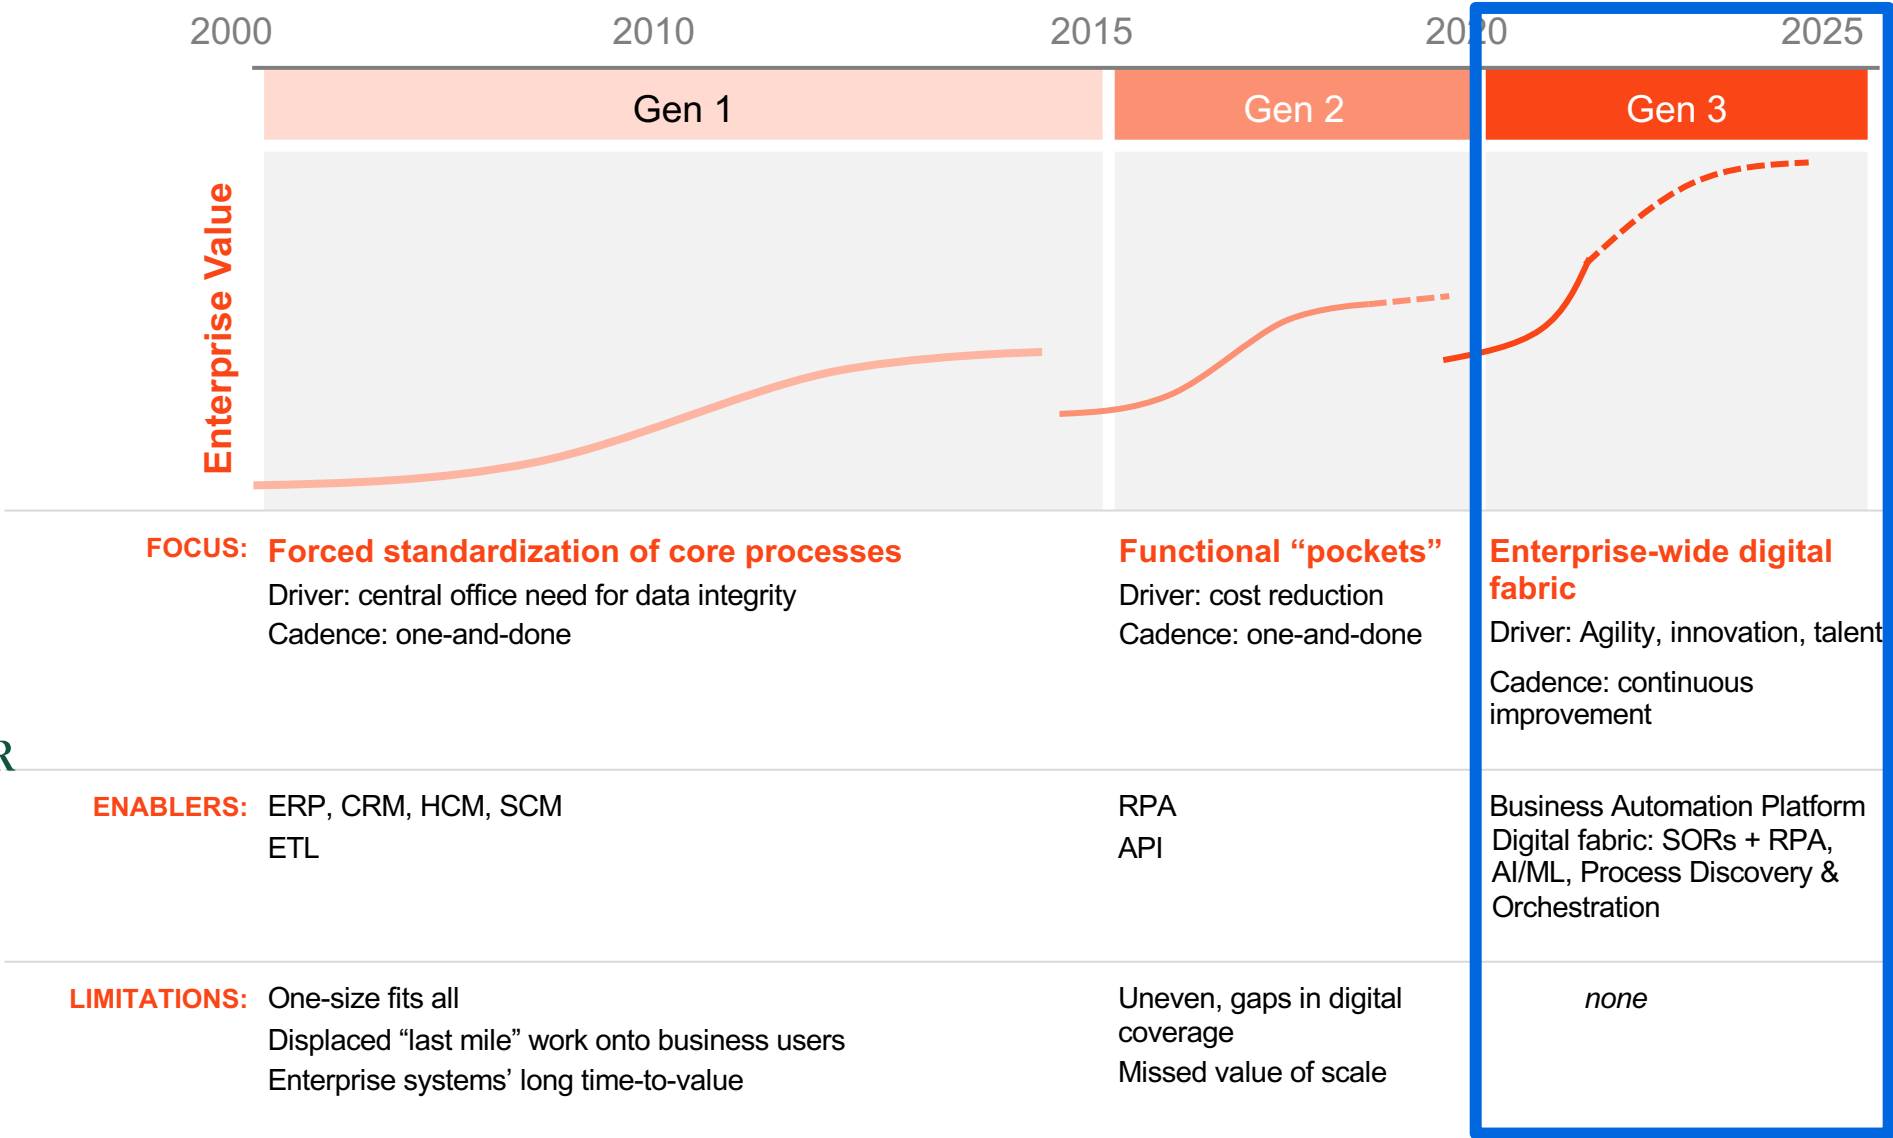 2000 2010 2015 2020 2025
Gen 1 Gen 2 Gen 3
Enterprise Value
FOCUS:
Forced standardization of core processes
Driver: central office need for data integrity
Cadence: one-and-done
Functional “pockets”
Driver: cost reduction
Cadence: one-and-done
Enterprise-wide digital
fabric
Driver: Agility, innovation, talent
Cadence: continuous
improvement
R
ENABLERS:
ERP, CRM, HCM, SCM
ETL
RPA
API
Business Automation Platform
Digital fabric: SORs + RPA,
AI/ML, Process Discovery &
Orchestration
LIMITATIONS:
One-size fits all
Displaced “last mile” work onto business users
Enterprise systems’ long time-to-value
Uneven, gaps in digital
coverage
Missed value of scale
none